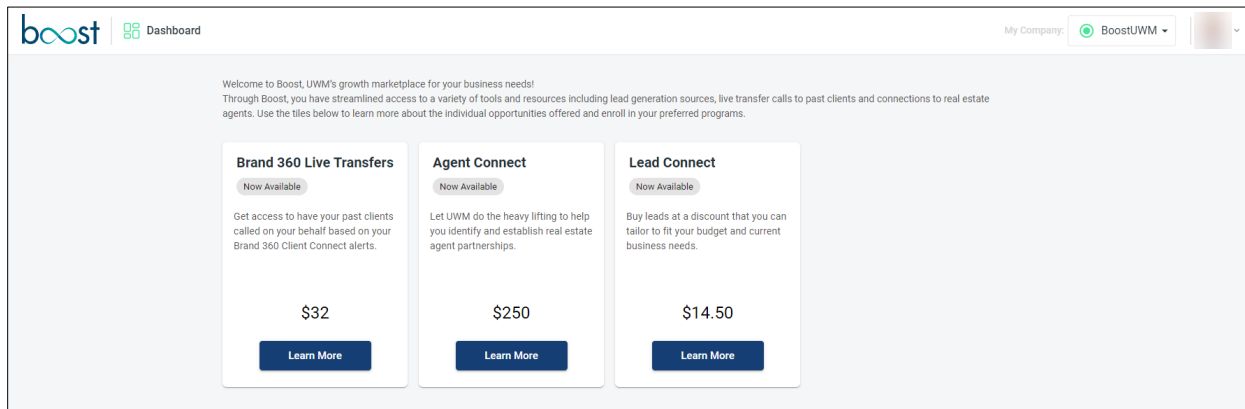 boost
Dashboard
My Company:
BoostUWM
Welcome to Boost, UWM's growth marketplace for your business needs!
Through Boost, you have streamlined access to a variety of tools and resources including lead generation sources, live transfer calls to past clients and connections to real estate
agents. Use the tiles below to learn more about the individual opportunities offered and enroll in your preferred programs.
Brand 360 Live Transfers
Now Available
Get access to have your past clients
called on your behalf based on your
Brand 360 Client Connect alerts.
$32
Learn More
Agent Connect
Now Available
Let UWM do the heavy lifting to help
you identify and establish real estate
agent partnerships.
$250
Learn More
Lead Connect
Now Available
Buy leads at a discount that you can
tailor to fit your budget and current
business needs.
$14.50
Learn More